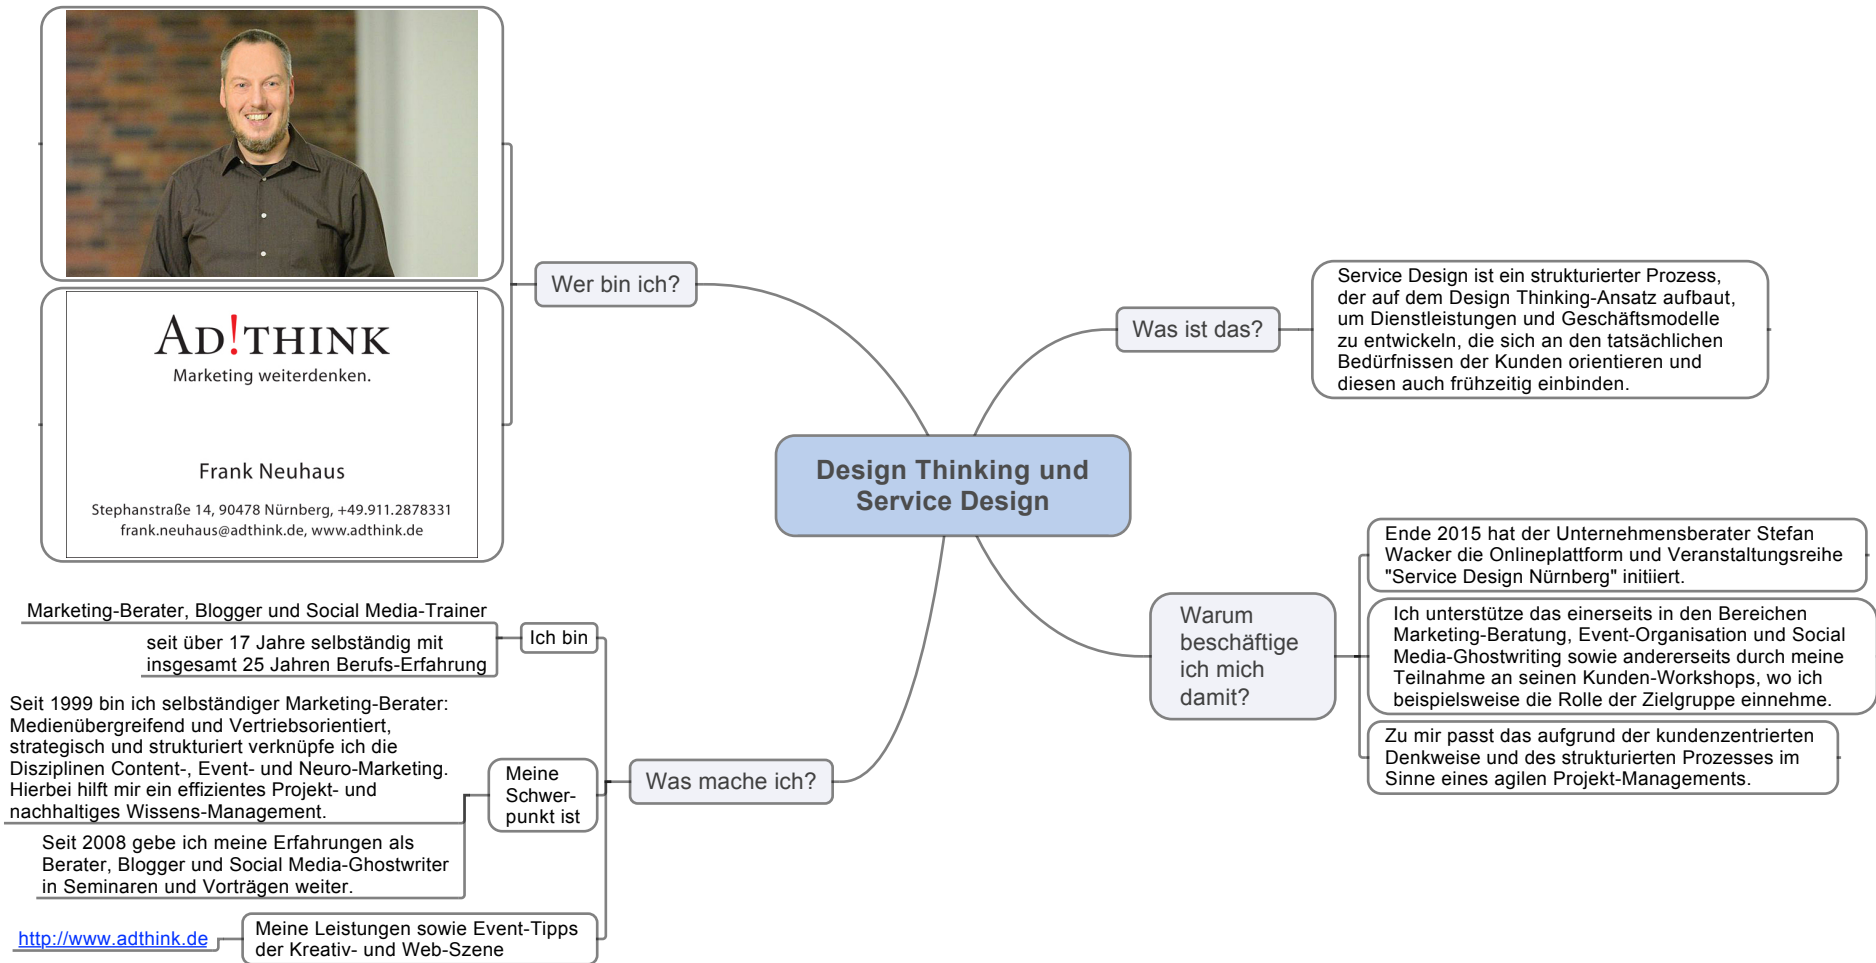 Wer bin ich?
AD!THINK
Marketing weiterdenken.
Frank Neuhaus
Stephanstraße 14, 90478 Nürnberg, +49.911.2878331
frank.neuhaus@adthink.de, www.adthink.de
Design Thinking und
Service Design
Was ist das?
Service Design ist ein strukturierter Prozess,
der auf dem Design Thinking-Ansatz aufbaut,
um Dienstleistungen und Geschäftsmodelle
zu entwickeln, die sich an den tatsächlichen
Bedürfnissen der Kunden orientieren und
diesen auch frühzeitig einbinden.
Warum
beschäftige
ich mich
damit?
Ende 2015 hat der Unternehmensberater Stefan
Wacker die Onlineplattform und Veranstaltungsreihe
"Service Design Nürnberg" initiiert.
Ich unterstütze das einerseits in den Bereichen
Marketing-Beratung, Event-Organisation und Social
Media-Ghostwriting sowie andererseits durch meine
Teilnahme an seinen Kunden-Workshops, wo ich
beispielsweise die Rolle der Zielgruppe einnehme.
Zu mir passt das aufgrund der kundenzentrierten
Denkweise und des strukturierten Prozesses im
Sinne eines agilen Projekt-Managements.
Was mache ich?
Ich bin
Marketing-Berater, Blogger und Social Media-Trainer
seit über 17 Jahre selbständig mit
insgesamt 25 Jahren Berufs-Erfahrung
Meine
Schwer-
punkt ist
Seit 1999 bin ich selbständiger Marketing-Berater:
Medienübergreifend und Vertriebsorientiert,
strategisch und strukturiert verknüpfe ich die
Disziplinen Content-, Event- und Neuro-Marketing.
Hierbei hilft mir ein effizientes Projekt- und
nachhaltiges Wissens-Management.
Seit 2008 gebe ich meine Erfahrungen als
Berater, Blogger und Social Media-Ghostwriter
in Seminaren und Vorträgen weiter.
Meine Leistungen sowie Event-Tipps
der Kreativ- und Web-Szene
http://www.adthink.de